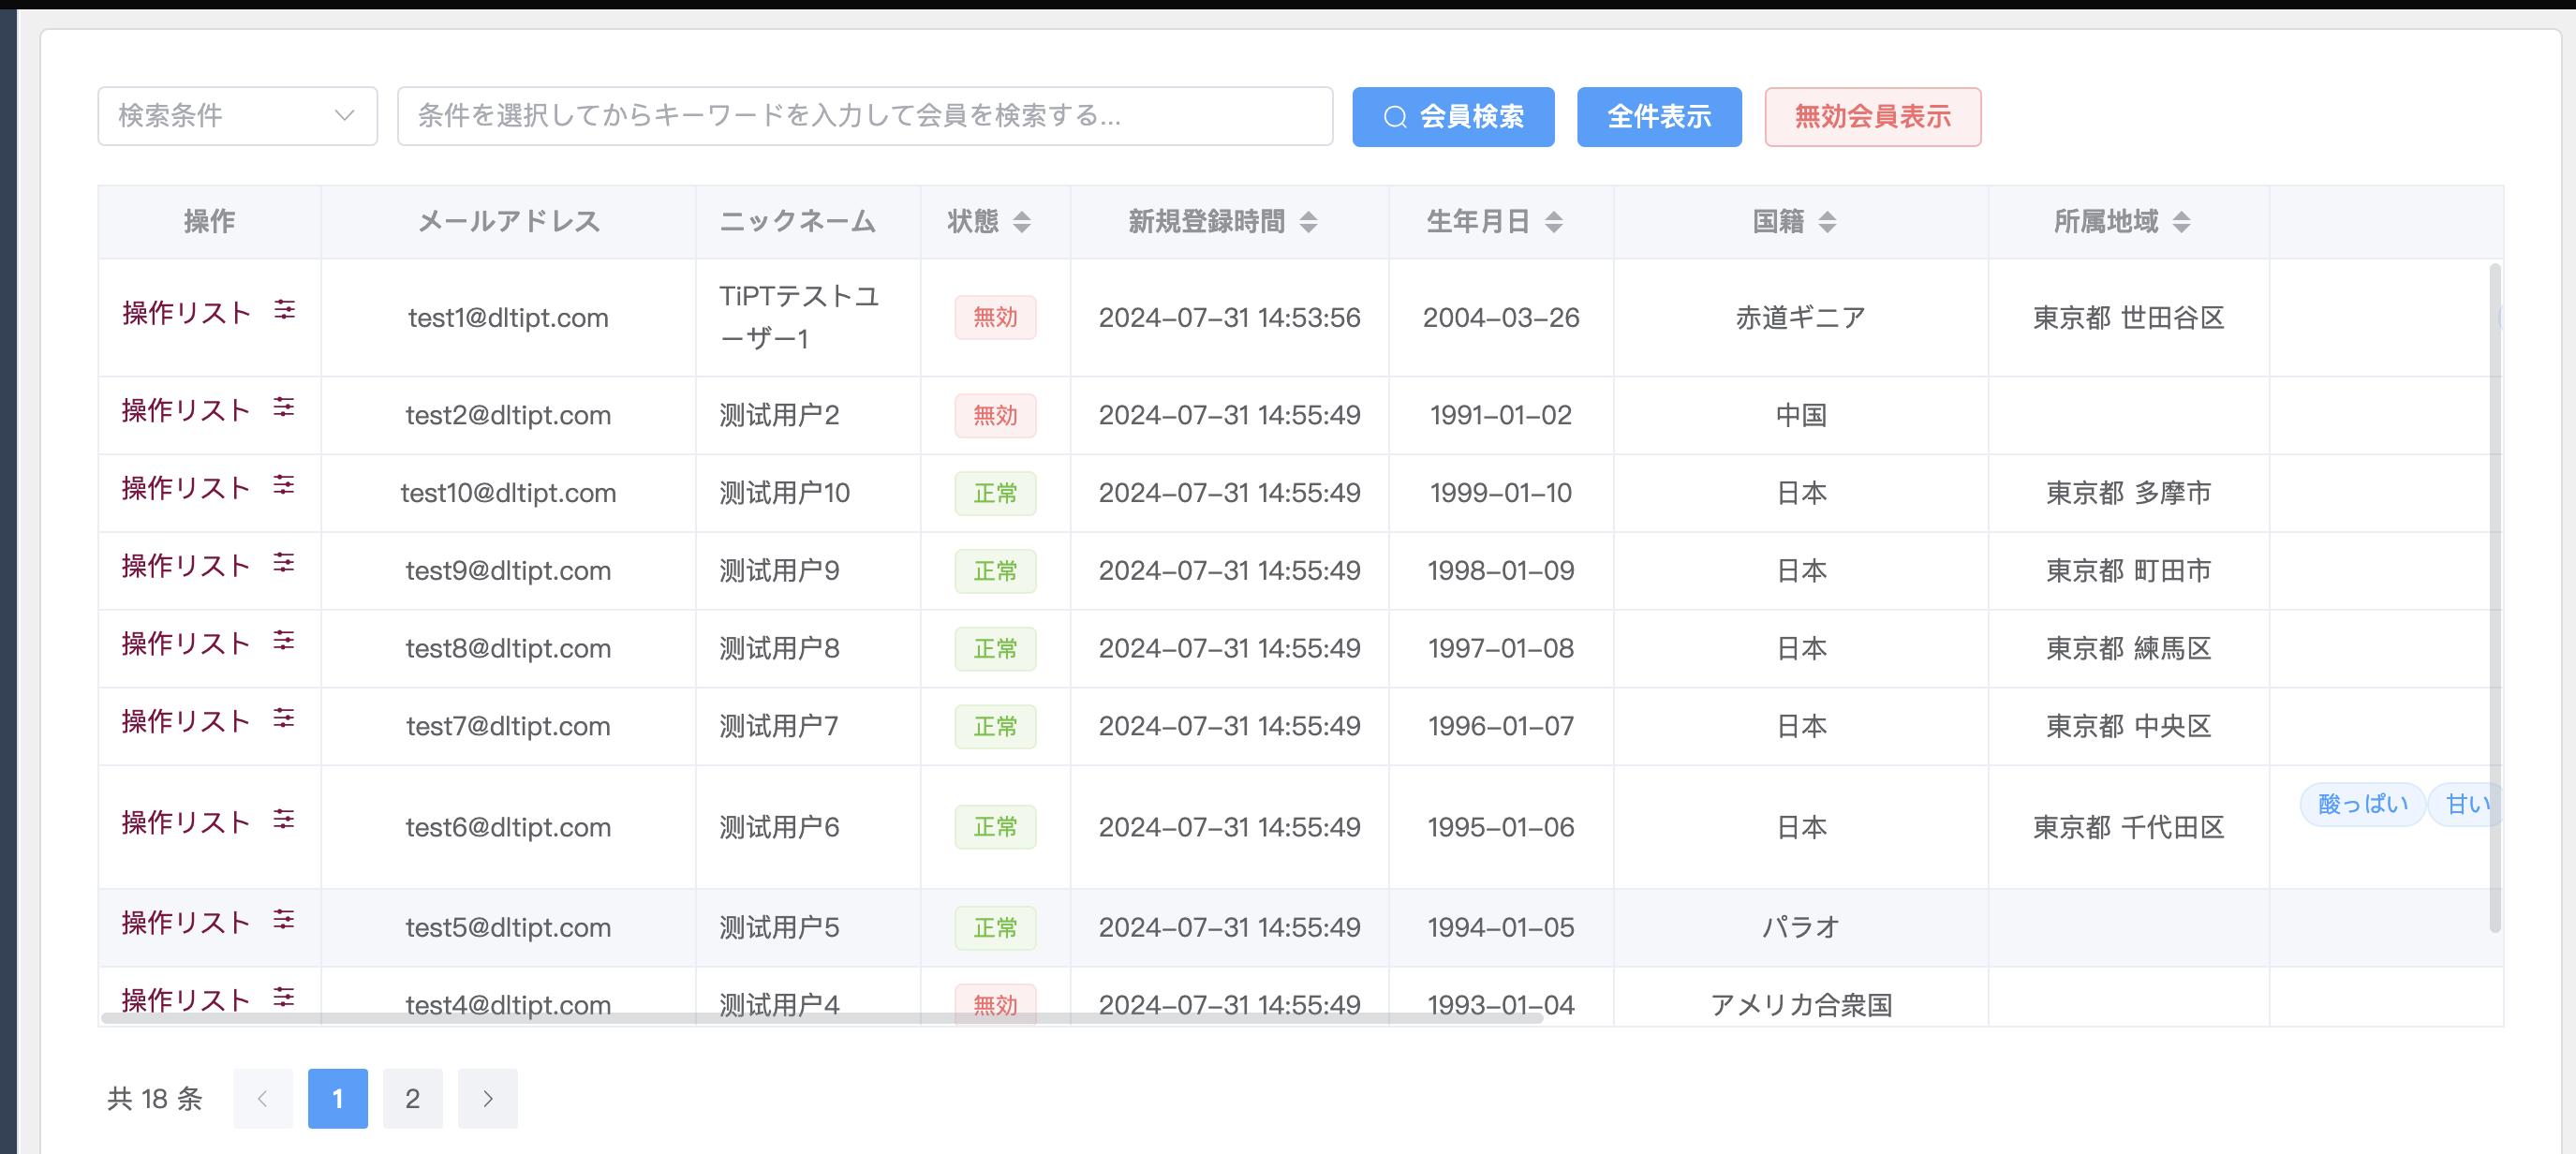 検索条件 条件を選択してからキーワードを入力して会員を検索する... 会員検索 全件表示 無効会員表示
操作 メールアドレス ニックネーム 状態 新規登録時間 生年月日 国籍 所属地域
操作リスト test1@dltipt.com TiPTテストユ 無効 2024-07-31 14:53:56 2004-03-26 赤道ギニア 東京都 世田谷区
ーザー1
操作リスト test2@dltipt.com 测试用户2 無効 2024-07-31 14:55:49 1991-01-02 中国
操作リスト test10@dltipt.com 测试用户10 正常 2024-07-31 14:55:49 1999-01-10 日本 東京都 多摩市
操作リスト test9@dltipt.com 测试用户9 正常 2024-07-31 14:55:49 1998-01-09 日本 東京都 町田市
操作リスト test8@dltipt.com 测试用户8 正常 2024-07-31 14:55:49 1997-01-08 日本 東京都 練馬区
操作リスト test7@dltipt.com 测试用户7 正常 2024-07-31 14:55:49 1996-01-07 日本 東京都 中央区
操作リスト test6@dltipt.com 测试用户6 正常 2024-07-31 14:55:49 1995-01-06 日本 東京都 千代田区 酸っぱい 甘い
操作リスト test5@dltipt.com 测试用户5 正常 2024-07-31 14:55:49 1994-01-05 パラオ
操作リスト test4@dltipt.com 测试用户4 無効 2024-07-31 14:55:49 1993-01-04 アメリカ合衆国
共 18 条 1 2